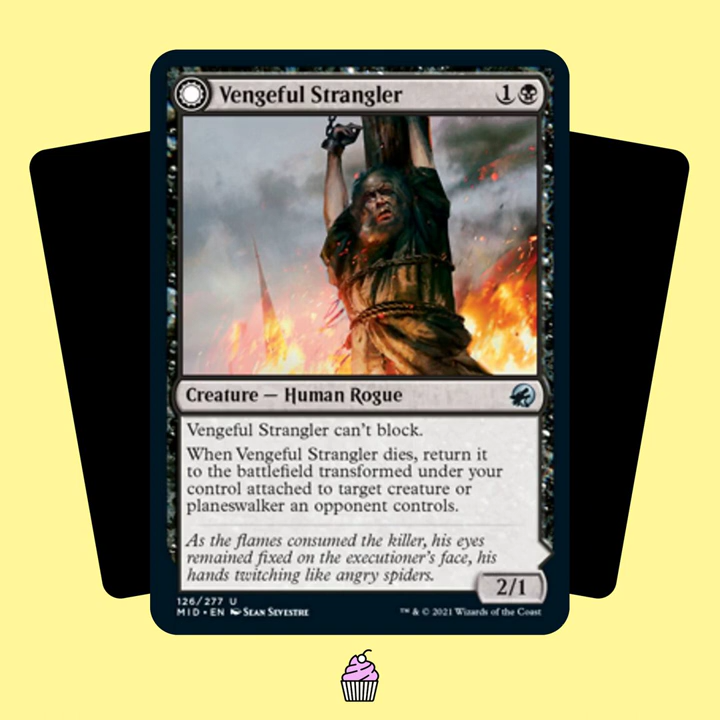 Vengeful Strangler
1
Creature — Human Rogue
Vengeful Strangler can't block.
When Vengeful Strangler dies, return it
to the battlefield transformed under your
control attached to target creature or
planeswalker an opponent controls.
As the flames consumed the killer, his eyes
remained fixed on the executioner's face, his
hands twitching like angry spiders.
2/1
126/277 U
MID • EN Sean Sevestre
™ & © 2021 Wizards of the Coast